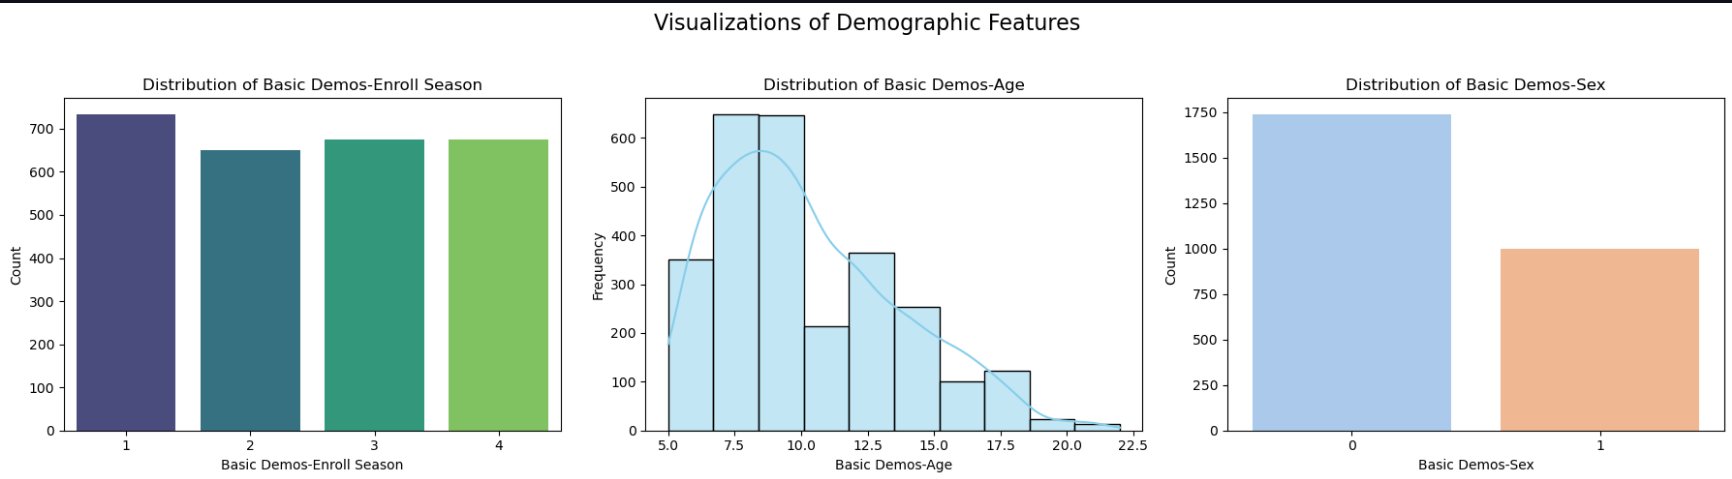 Visualizations of Demographic Features
Distribution of Basic Demos-Enroll Season
700
600
500
400
300
200
100
0
Count
1 2 3 4
Basic Demos-Enroll Season
Distribution of Basic Demos-Age
600
500
400
300
200
100
0
Frequency
5.0 7.5 10.0 12.5 15.0 17.5 20.0 22.5
Basic Demos-Age
Distribution of Basic Demos-Sex
1750
1500
1250
1000
750
500
250
0
Count
0 1
Basic Demos-Sex